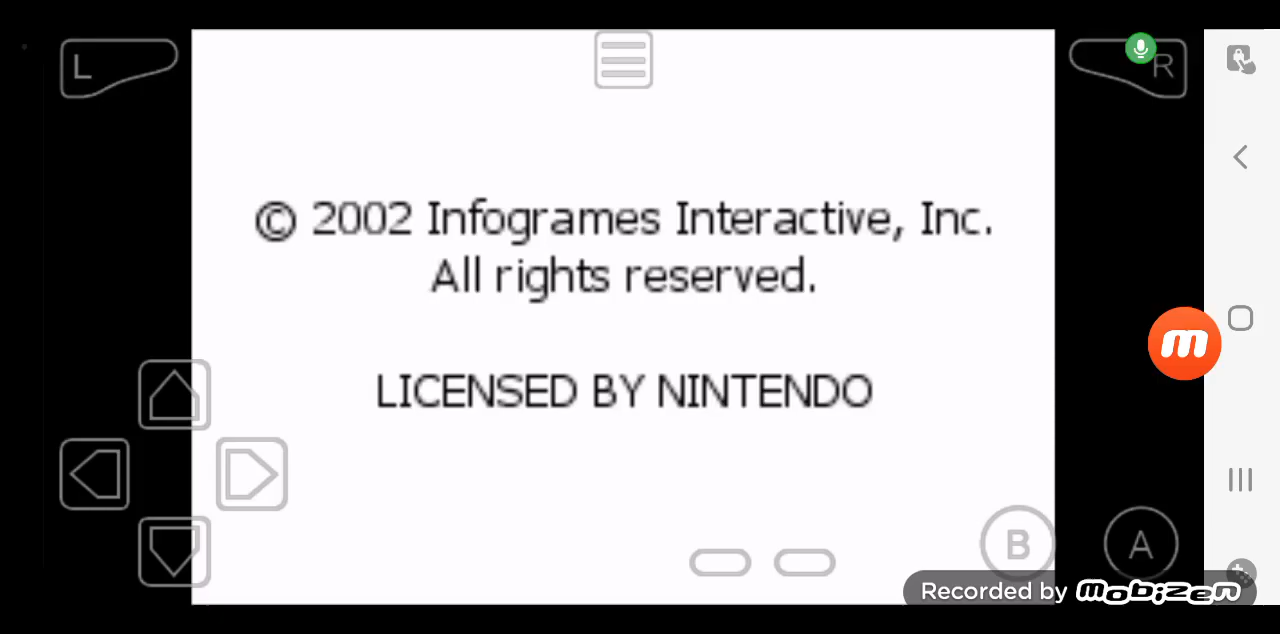 L
R
© 2002 Infogrames Interactive, Inc.
All rights reserved.
LICENSED BY NINTENDO
m
B
A
Recorded by mobizen